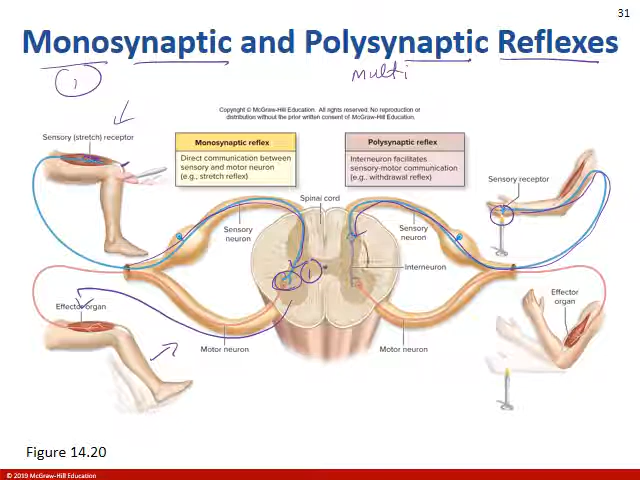 31
Monosynaptic and Polysynaptic Reflexes
1
multi
Copyright © McGraw-Hill Education. All rights reserved. No reproduction or
distribution without the prior written consent of McGraw-Hill Education.
Sensory (stretch) receptor
Monosynaptic reflex
Direct communication between
sensory and motor neuron
(e.g., stretch reflex)
Polysynaptic reflex
Interneuron facilitates
sensory-motor communication
(e.g., withdrawal reflex)
Sensory receptor
Spinal cord
Sensory
neuron
Sensory
neuron
Interneuron
1
Effector organ
Effector
organ
Motor neuron
Motor neuron
Figure 14.20
© 2019 McGraw-Hill Education